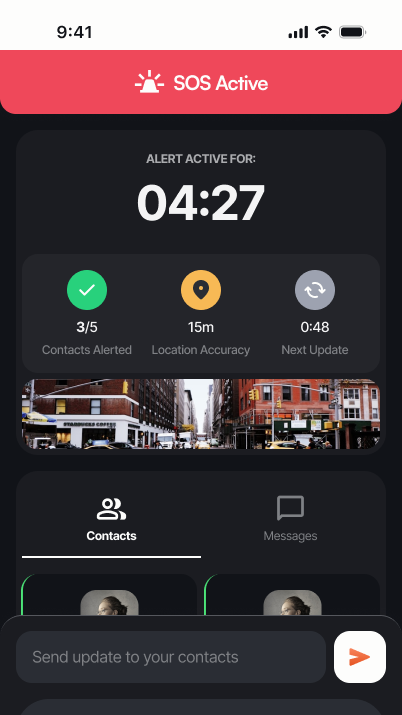 9:41
SOS Active
ALERT ACTIVE FOR:
04:27
3/5
15m
0:48
Contacts Alerted
Location Accuracy
Next Update
STARBUCKS COFFEE
Contacts
Messages
Send update to your contacts